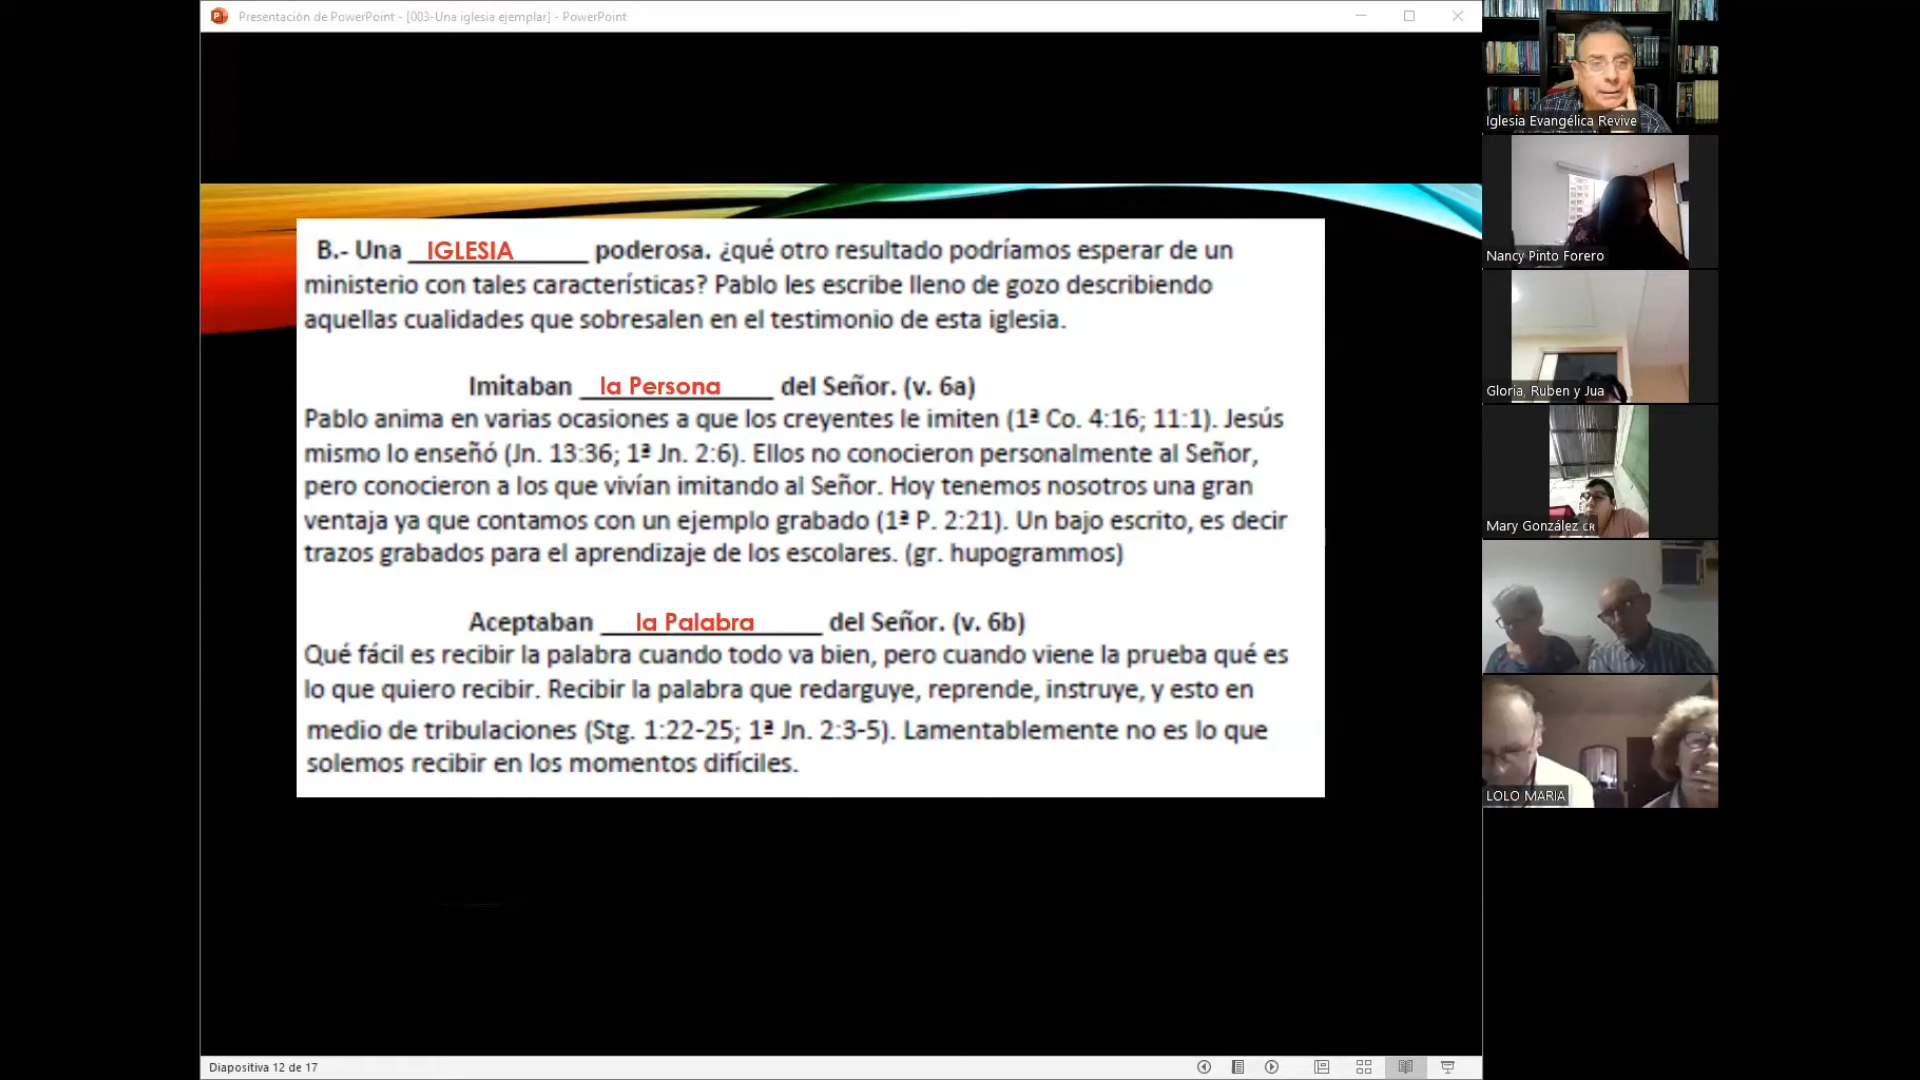 Presentación de PowerPoint - [003-Una iglesia ejemplar] - PowerPoint
B.- Una IGLESIA poderosa. ¿qué otro resultado podríamos esperar de un
ministerio con tales características? Pablo les escribe lleno de gozo describiendo
aquellas cualidades que sobresalen en el testimonio de esta iglesia.
Imitaban la Persona del Señor. (v. 6a)
Pablo anima en varias ocasiones a que los creyentes le imiten (1ª Co. 4:16; 11:1). Jesús
mismo lo enseñó (Jn. 13:36; 1ª Jn. 2:6). Ellos no conocieron personalmente al Señor,
pero conocieron a los que vivían imitando al Señor. Hoy tenemos nosotros una gran
ventaja ya que contamos con un ejemplo grabado (1ª P. 2:21). Un bajo escrito, es decir
trazos grabados para el aprendizaje de los escolares. (gr. hupogrammos)
Aceptaban la Palabra del Señor. (v. 6b)
Qué fácil es recibir la palabra cuando todo va bien, pero cuando viene la prueba qué es
lo que quiero recibir. Recibir la palabra que redarguye, reprende, instruye, y esto en
medio de tribulaciones (Stg. 1:22-25; 1ª Jn. 2:3-5). Lamentablemente no es lo que
solemos recibir en los momentos difíciles.
Diapositiva 12 de 17
Iglesia Evangélica Revive
Nancy Pinto Forero
Gloria, Ruben y Jua
Mary González CR
LOLO MARIA